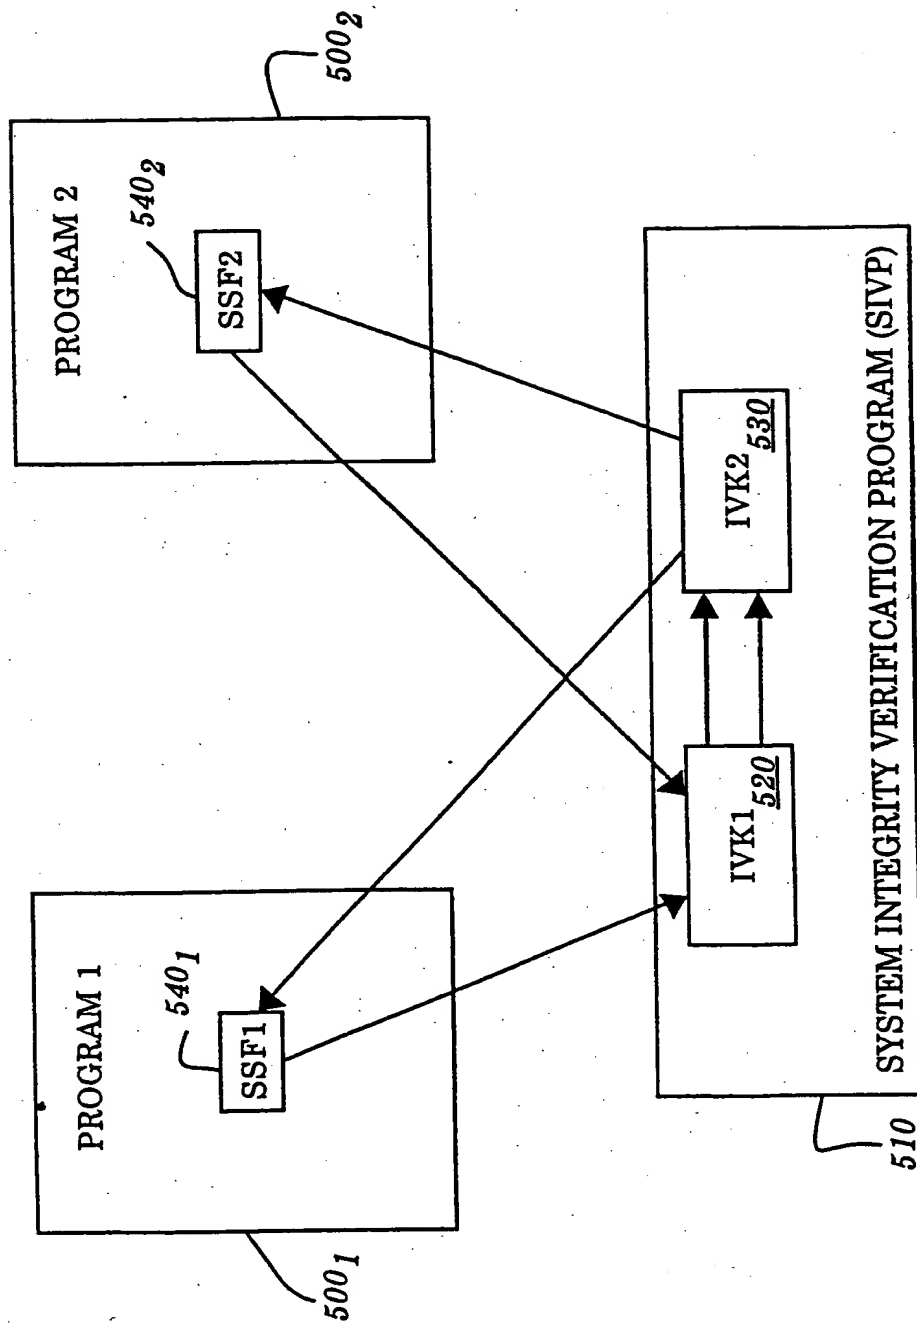 PROGRAM 1
540₁
SSF1
500₁
PROGRAM 2
540₂
SSF2
500₂
IVK1
520
IVK2
530
SYSTEM INTEGRITY VERIFICATION PROGRAM (SIVP)
510